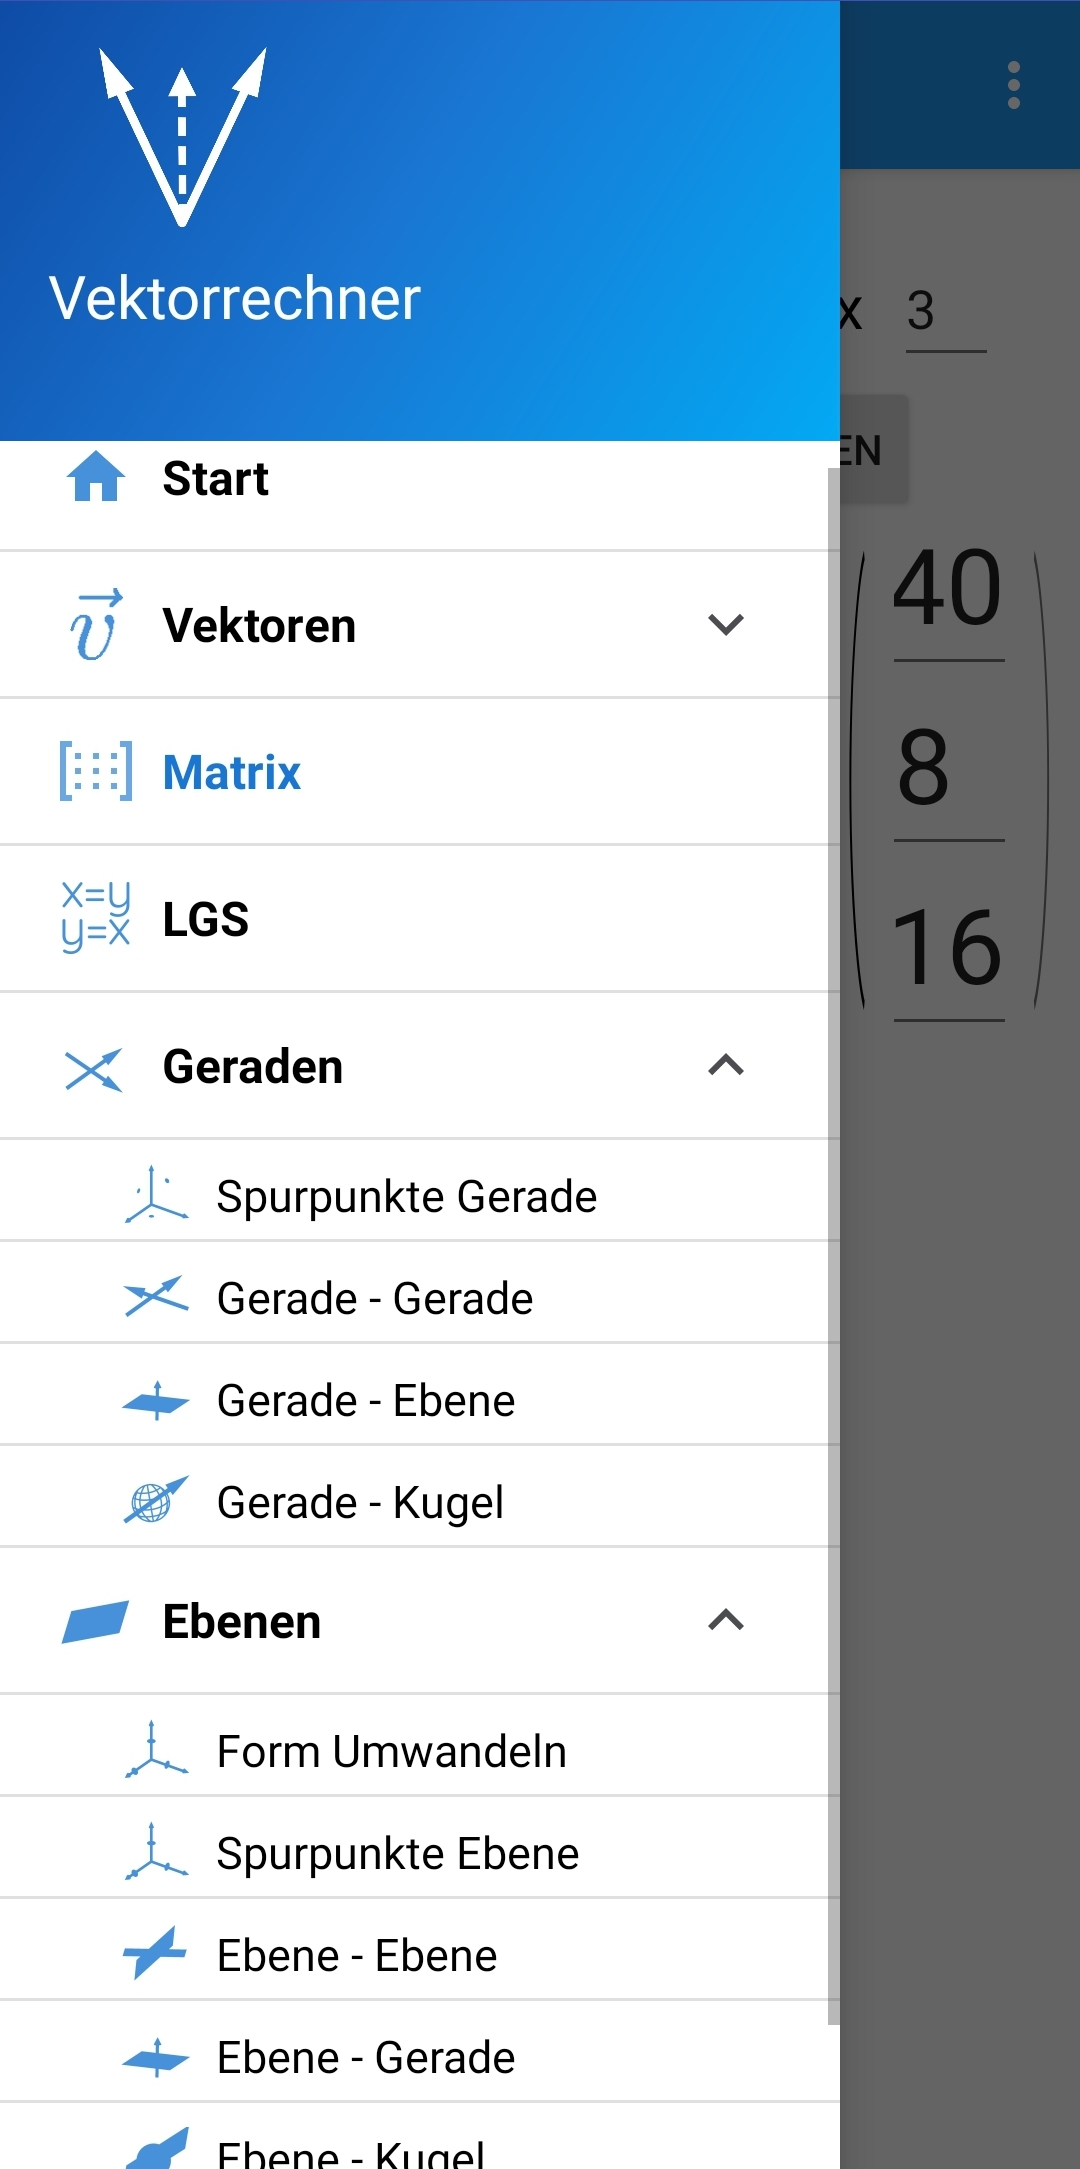 Vektorrechner
x 3
EN
Start
Vektoren
Matrix
x=y
y=x
LGS
Geraden
Spurpunkte Gerade
Gerade - Gerade
Gerade - Ebene
Gerade - Kugel
Ebenen
Form Umwandeln
Spurpunkte Ebene
Ebene - Ebene
Ebene - Gerade
Ebene - Kugel
40
8
16